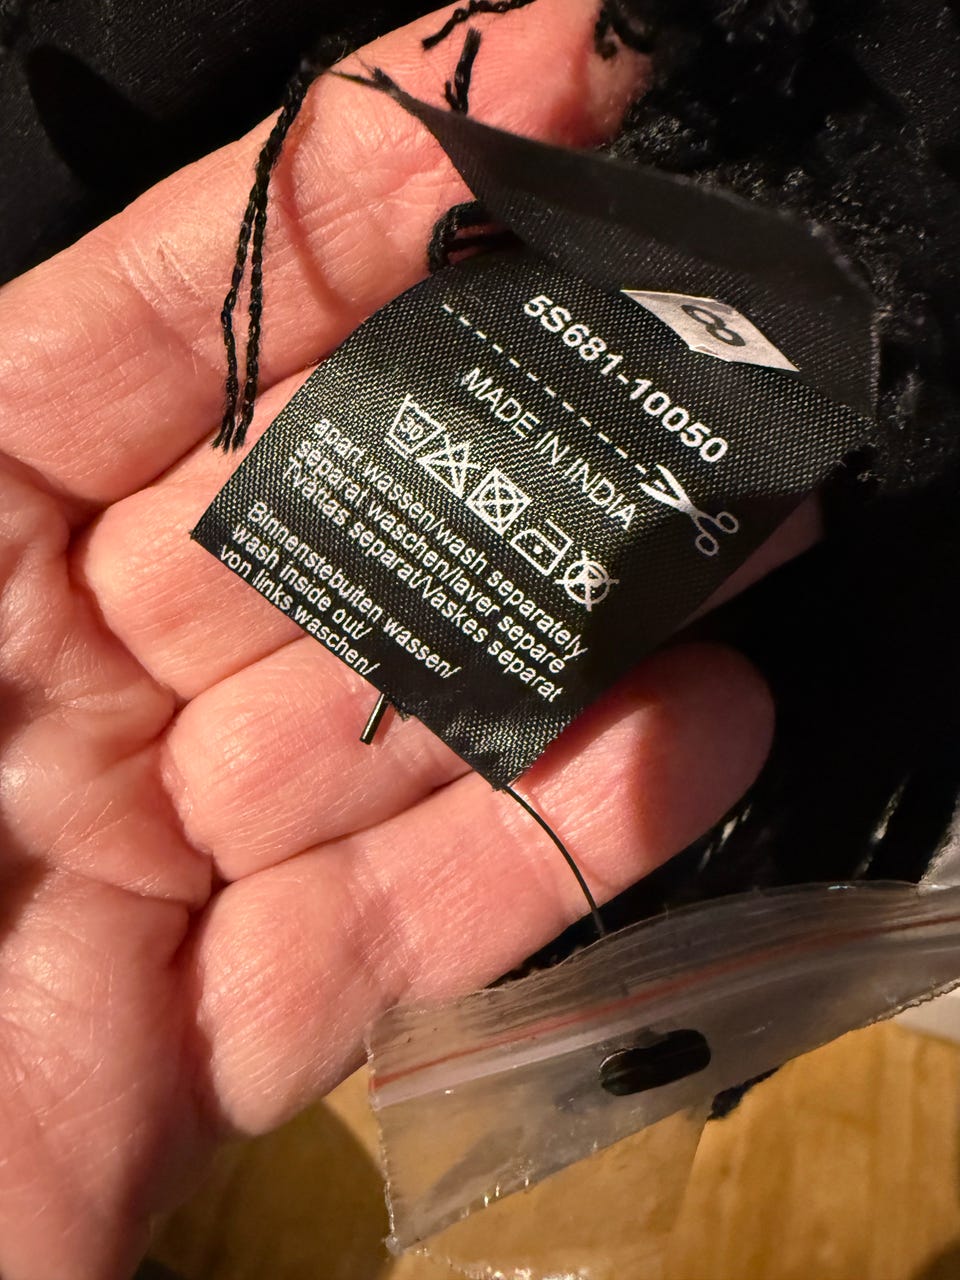 8
5S681-10050
MADE IN INDIA
30 P
apart wassen/wash separately
separat waschen/laver separe
Tvättas separat/Vaskes separat
Binnenstebuiten wassen/
wash inside out/
von links waschen/